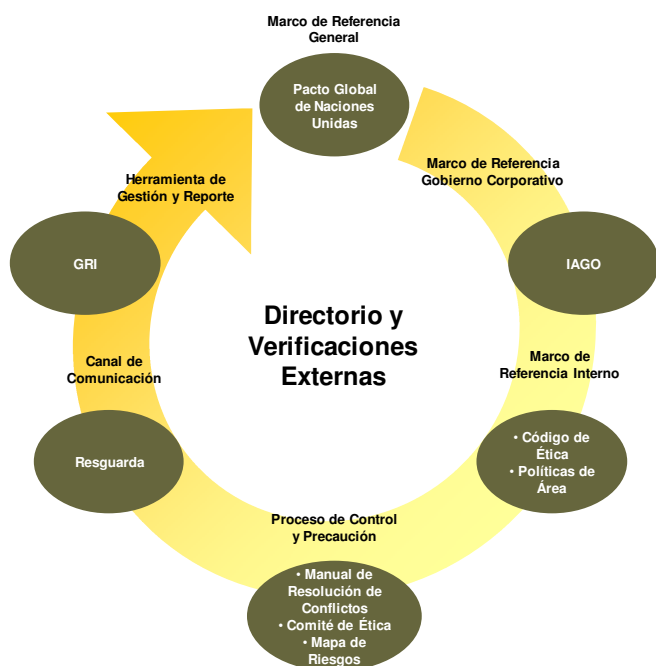 Marco de Referencia
General
Pacto Global
de Naciones
Unidas
Marco de Referencia
Gobierno Corporativo
IAGO
Marco de
Referencia Interno
• Código de
Ética
• Políticas de
Área
Proceso de Control
y Precaución
• Manual de
Resolución de
Conflictos
• Comité de Ética
• Mapa de
Riesgos
Resguarda
Canal de
Comunicación
GRI
Herramienta de
Gestión y Reporte
Directorio y
Verificaciones
Externas